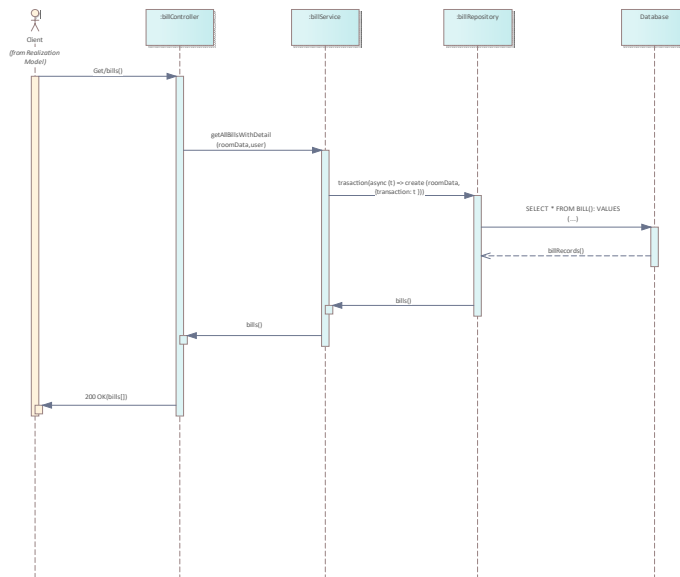 :billController
:billService
:billRepository
Database
Client
(from Realization
Model)
Get/bills()
getAllBillsWithDetail
(roomData,user)
trasaction(async (t) => create (roomData,
{transaction: t }))
SELECT * FROM BILL(): VALUES
(...)
billRecords()
bills()
bills()
200 OK(bills[])